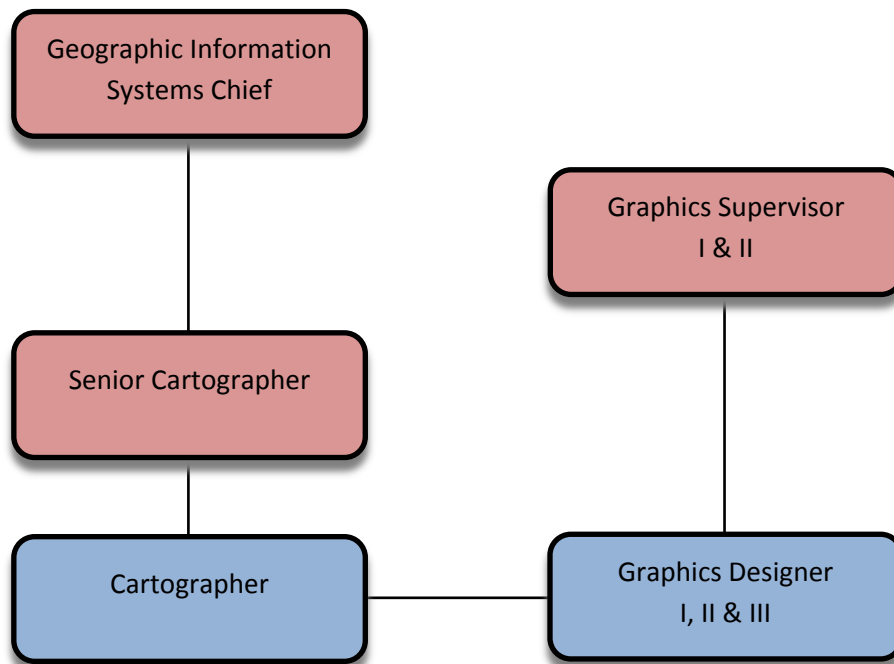 Geographic Information
Systems Chief
Graphics Supervisor
I & II
Senior Cartographer
Cartographer
Graphics Designer
I, II & III